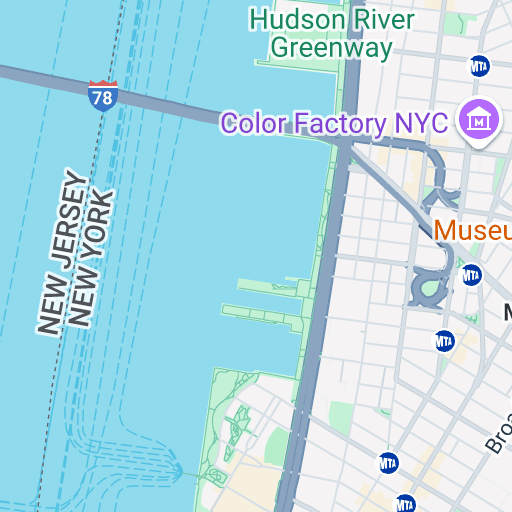 Hudson River
Greenway
MTA
78
Color Factory NYC
M
NEW JERSEY
NEW YORK
Museu
MTA
M
MTA
Broa
MTA
MTA